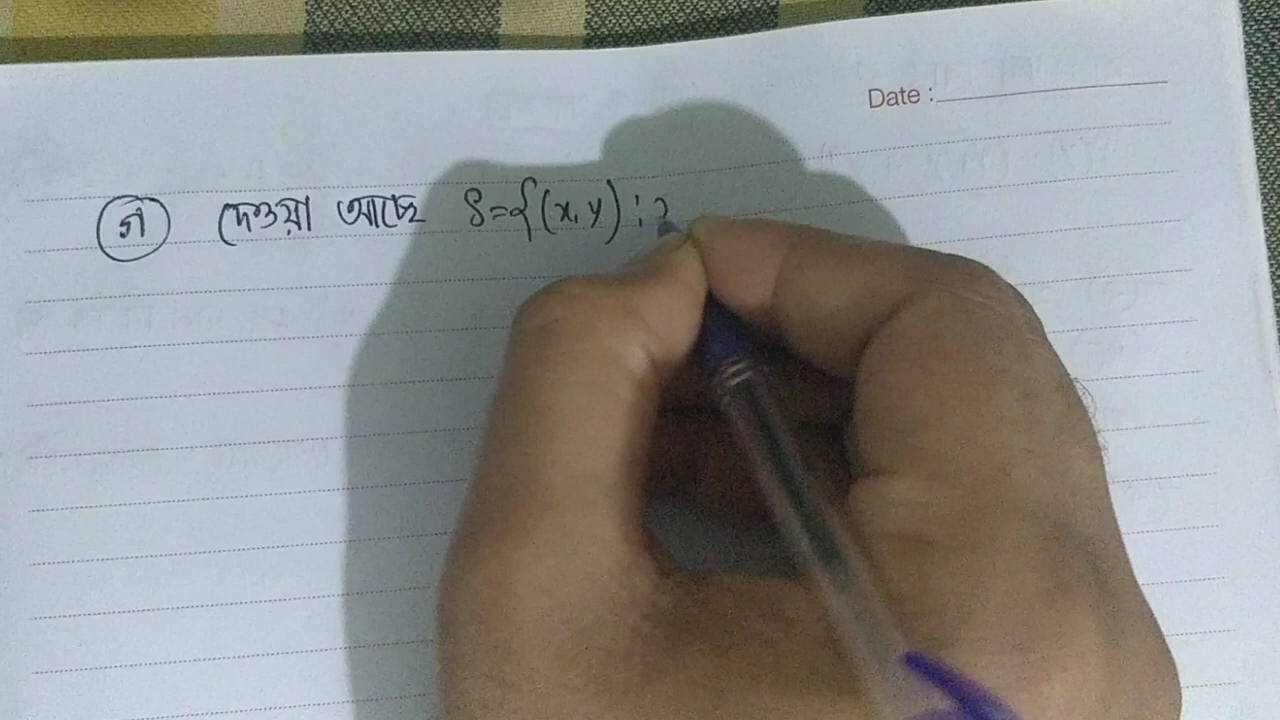 Date :
গ দেওয়া আছে S={(x, y) :